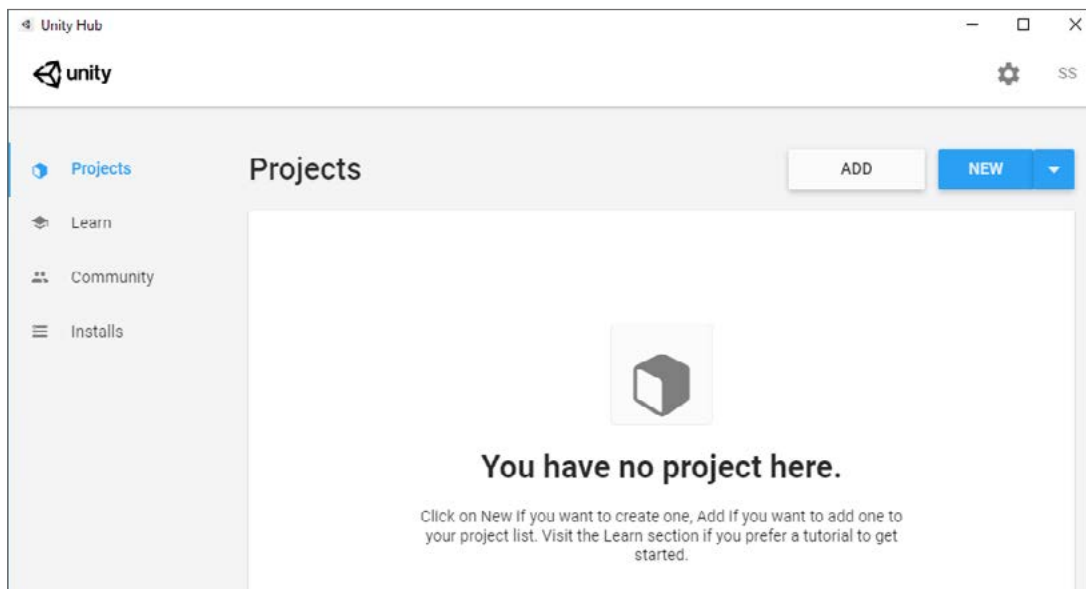 Unity Hub
unity
SS
Projects
Learn
Community
Installs
Projects
ADD
NEW
You have no project here.
Click on New if you want to create one, Add if you want to add one to
your project list. Visit the Learn section if you prefer a tutorial to get
started.